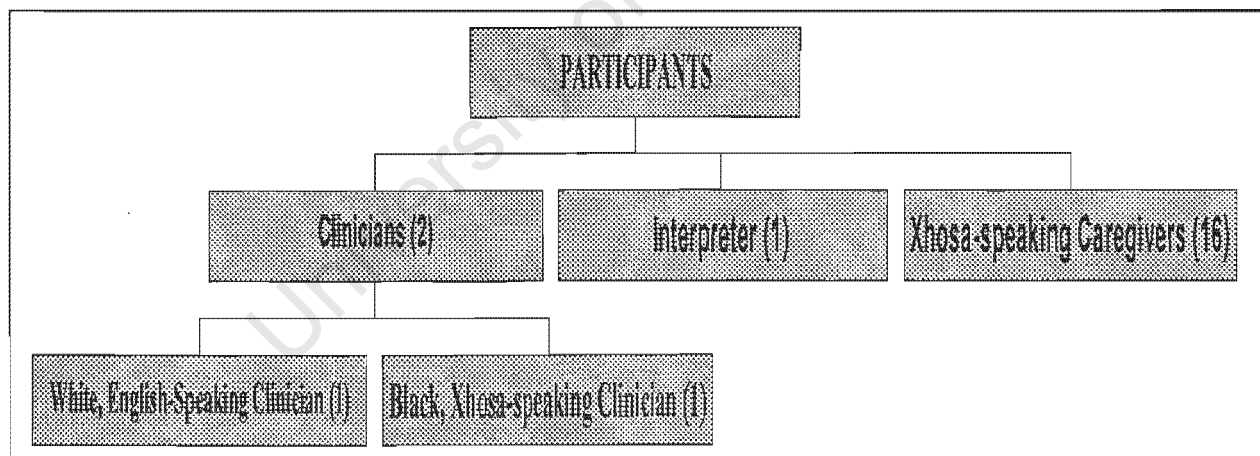 PARTICIPANTS
Clinicians (2)
Interpreter (1)
Xhosa-speaking Caregivers (16)
White, English-Speaking Clinician (1)
Black, Xhosa-speaking Clinician (1)